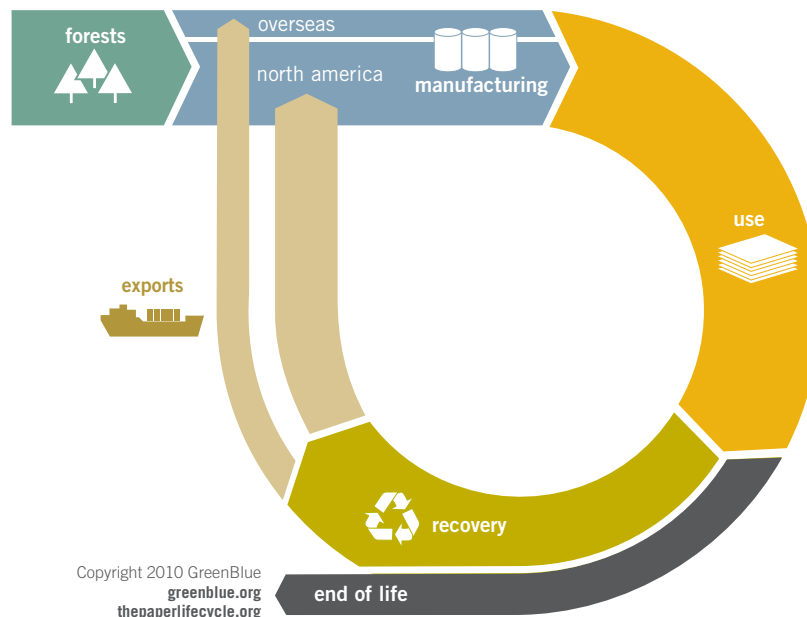 forests
overseas
north america
manufacturing
use
exports
recovery
end of life
Copyright 2010 GreenBlue
greenblue.org
thepaperlifecycle.org